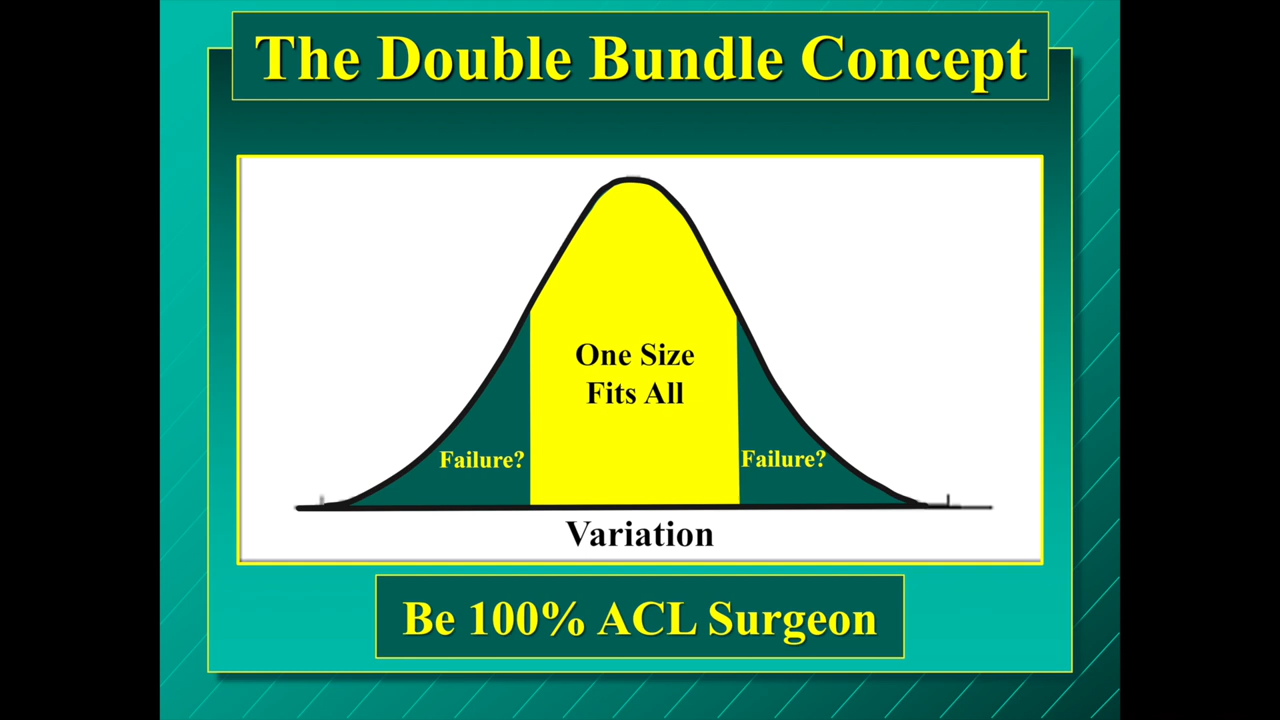 The Double Bundle Concept
One Size
Fits All
Failure?
Failure?
Variation
Be 100% ACL Surgeon